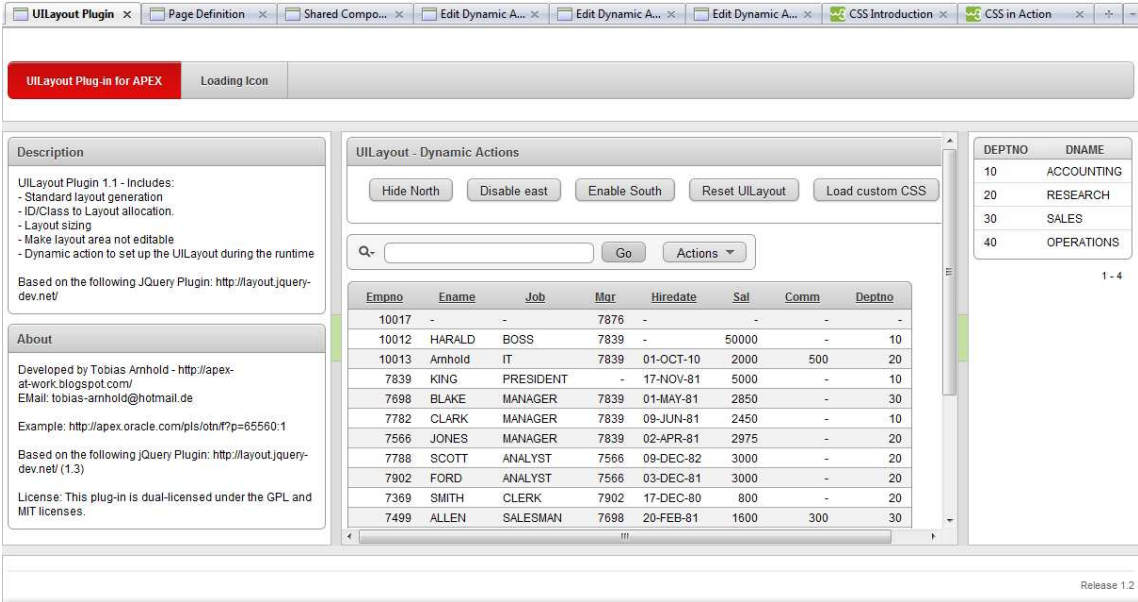 UILayout Plugin × Page Definition × Shared Compo... × Edit Dynamic A... × Edit Dynamic A... × Edit Dynamic A... × CSS Introduction × CSS in Action ×
UILayout Plug-in for APEX Loading Icon
Description
UILayout Plugin 1.1 - Includes:
- Standard layout generation
- ID/Class to Layout allocation.
- Layout sizing
- Make layout area not editable
- Dynamic action to set up the UILayout during the runtime
Based on the following JQuery Plugin: http://layout.jquery-
dev.net/
About
Developed by Tobias Arnhold - http://apex-
at-work.blogspot.com/
EMail: tobias-arnhold@hotmail.de
Example: http://apex.oracle.com/pls/otn/f?p=65560:1
Based on the following jQuery Plugin: http://layout.jquery-
dev.net/ (1.3)
License: This plug-in is dual-licensed under the GPL and
MIT licenses.
UILayout - Dynamic Actions
Hide North Disable east Enable South Reset UILayout Load custom CSS
Go Actions
Empno Ename Job Mgr Hiredate Sal Comm Deptno
10017 - - 7876 - - - -
10012 HARALD BOSS 7839 - 50000 - 10
10013 Arnhold IT 7839 01-OCT-10 2000 500 20
7839 KING PRESIDENT - 17-NOV-81 5000 - 10
7698 BLAKE MANAGER 7839 01-MAY-81 2850 - 30
7782 CLARK MANAGER 7839 09-JUN-81 2450 - 10
7566 JONES MANAGER 7839 02-APR-81 2975 - 20
7788 SCOTT ANALYST 7566 09-DEC-82 3000 - 20
7902 FORD ANALYST 7566 03-DEC-81 3000 - 20
7369 SMITH CLERK 7902 17-DEC-80 800 - 20
7499 ALLEN SALESMAN 7698 20-FEB-81 1600 300 30
DEPTNO DNAME
10 ACCOUNTING
20 RESEARCH
30 SALES
40 OPERATIONS
1 - 4
Release 1.2